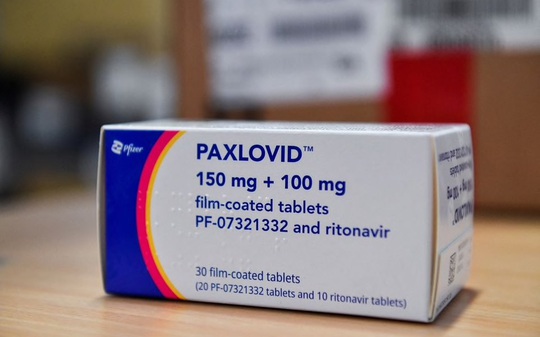 Pfizer
PAXLOVID™
150 mg + 100 mg
film-coated tablets
PF-07321332 and ritonavir
30 film-coated tablets
(20 PF-07321332 tablets and 10 ritonavir tablets)